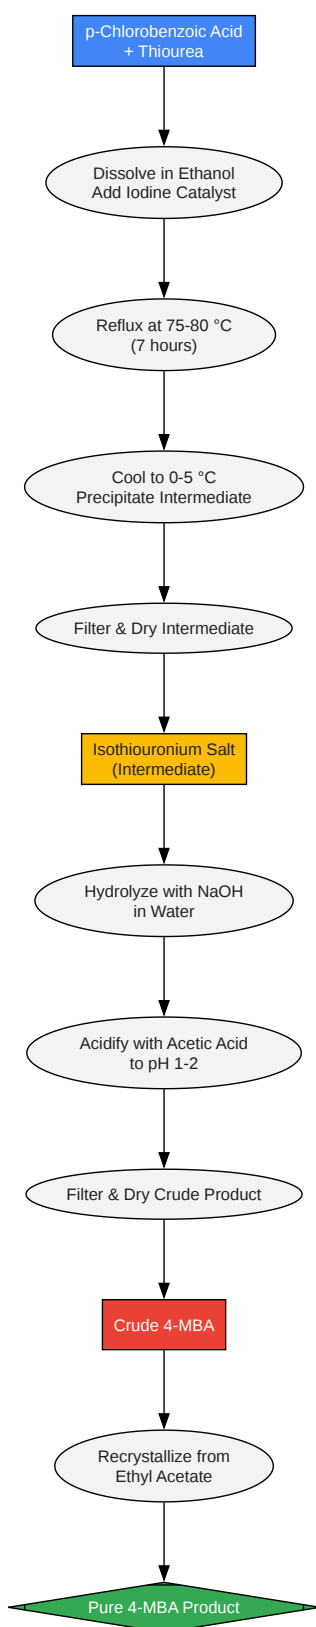 p-Chlorobenzoic Acid
+ Thiourea
Dissolve in Ethanol
Add Iodine Catalyst
Reflux at 75-80 °C
(7 hours)
Cool to 0-5 °C
Precipitate Intermediate
Filter & Dry Intermediate
Isothiouronium Salt
(Intermediate)
Hydrolyze with NaOH
in Water
Acidify with Acetic Acid
to pH 1-2
Filter & Dry Crude Product
Crude 4-MBA
Recrystallize from
Ethyl Acetate
Pure 4-MBA Product